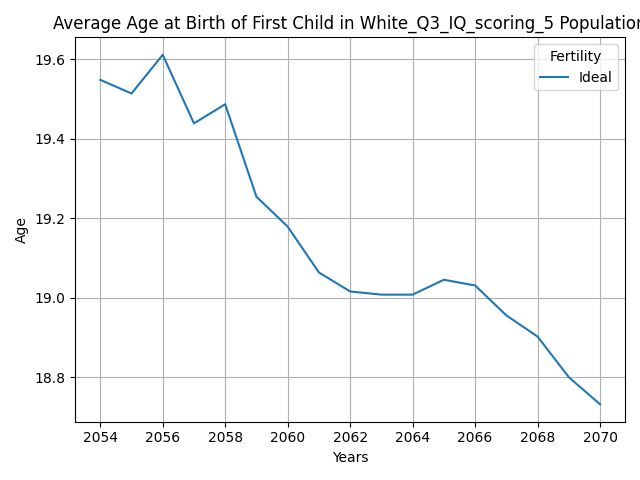 Average Age at Birth of First Child in White_Q3_IQ_scoring_5 Population
Fertility
Ideal
19.6
19.4
19.2
19.0
18.8
Age
2054 2056 2058 2060 2062 2064 2066 2068 2070
Years